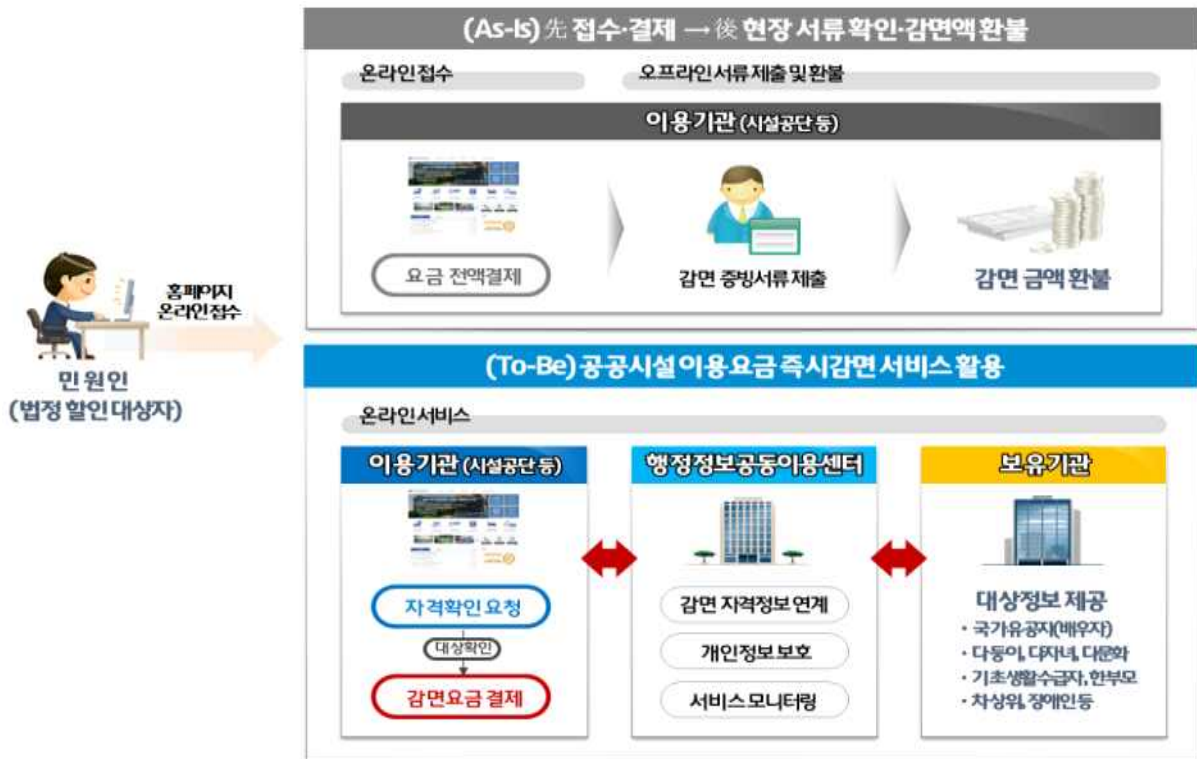 (As-Is) 先 접수·결제 → 後 현장 서류 확인·감면액 환불
온라인 접수
오프라인 서류 제출 및 환불
이용기관 (시설공단 등)
요금 전액결제
감면 증빙서류 제출
감면 금액 환불
홈페이지
온라인 접수
민원인
(법정 할인 대상자)
(To-Be) 공공시설 이용요금 즉시감면 서비스 활용
온라인 서비스
이용기관 (시설공단 등)
자격확인 요청
대상확인
감면요금 결제
행정정보공동이용센터
감면 자격정보 연계
개인정보 보호
서비스 모니터링
보유기관
대상정보 제공
· 국가유공자(배우자)
· 다둥이, 다자녀, 다문화
· 기초생활수급자, 한부모
· 차상위, 장애인 등